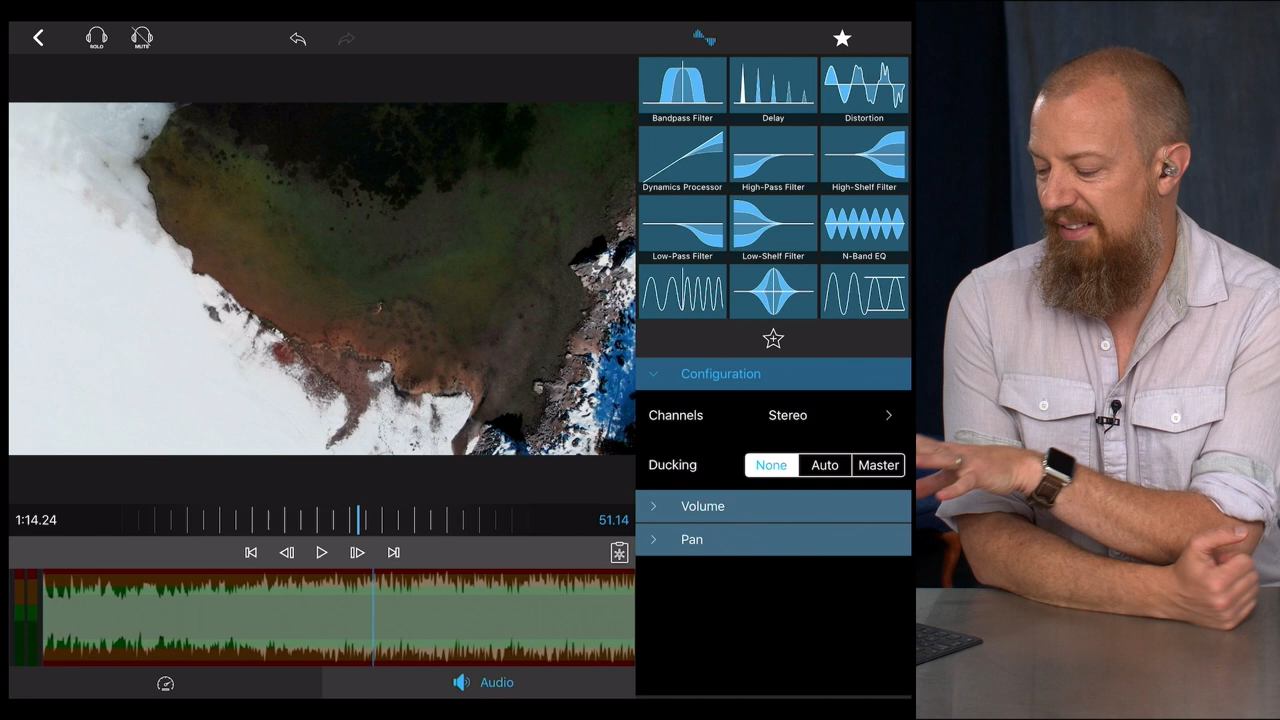 SOLO
MUTE
Bandpass Filter
Delay
Distortion
Dynamics Processor
High-Pass Filter
High-Shelf Filter
Low-Pass Filter
Low-Shelf Filter
N-Band EQ
Configuration
Channels
Stereo
Ducking
None
Auto
Master
Volume
Pan
1:14.24
51.14
Audio